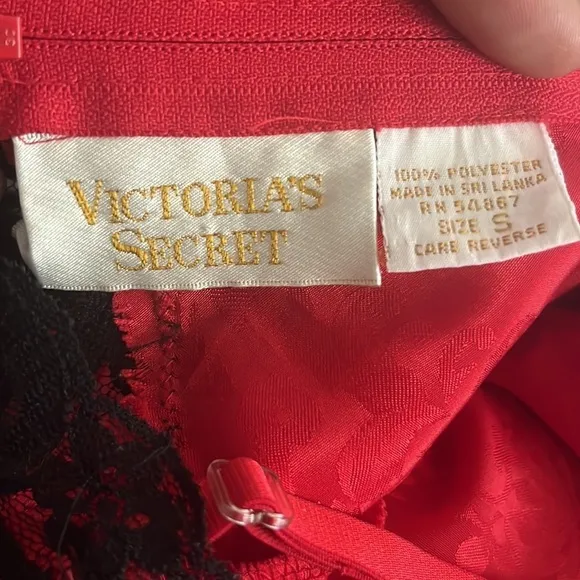 VICTORIA'S
SECRET
100% POLYESTER
MADE IN SRI LANKA
RN 54867
SIZE S
CARE REVERSE